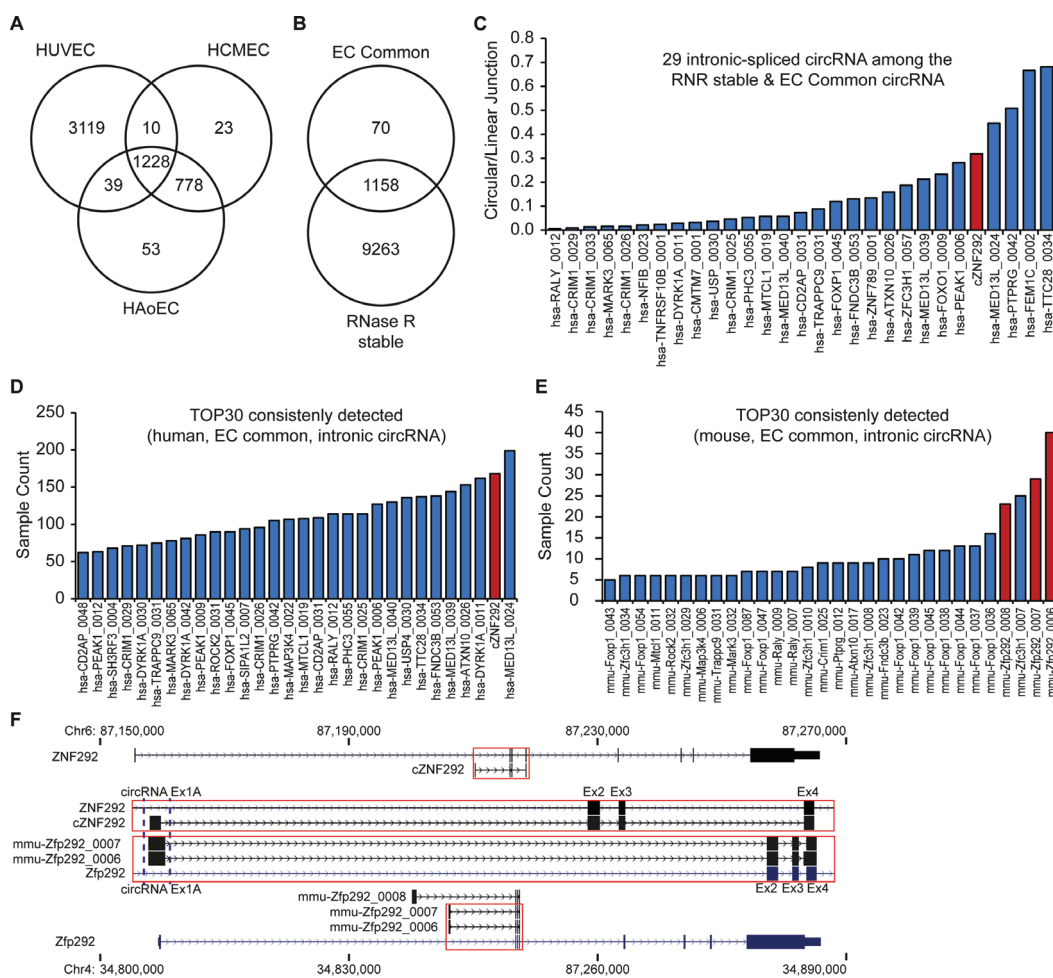 A
HUVEC
HCMEC
3119
10
23
1228
39
778
53
HAoEC
B
EC Common
70
1158
9263
RNase R
stable
C
29 intronic-spliced circRNA among the
RNR stable & EC Common circRNA
Circular/Linear Junction
0.8
0.7
0.6
0.5
0.4
0.3
0.2
0.1
0.0
hsa-RALY_0012
hsa-CRIM1_0029
hsa-CRIM1_0033
hsa-MARK3_0065
hsa-CRIM1_0026
hsa-NFIB_0023
hsa-TNFRSF10B_0001
hsa-DYRK1A_0011
hsa-CMTM7_0001
hsa-USP_0030
hsa-CRIM1_0025
hsa-PHC3_0055
hsa-MTCL1_0019
hsa-MED13L_0040
hsa-CD2AP_0031
hsa-TRAPPC9_0031
hsa-FOXP1_0045
hsa-FNDC3B_0053
hsa-ZNF789_0001
hsa-ATXN10_0026
hsa-ZFC3H1_0057
hsa-MED13L_0039
hsa-FOXO1_0009
hsa-PEAK1_0006
cZNF292
hsa-MED13L_0024
hsa-PTPRG_0042
hsa-FEM1C_0002
hsa-TTC28_0034
D
TOP30 consistenly detected
(human, EC common, intronic circRNA)
Sample Count
250
200
150
100
50
0
hsa-CD2AP_0048
hsa-PEAK1_0012
hsa-SH3RF3_0004
hsa-CRIM1_0029
hsa-DYRK1A_0030
hsa-TRAPPC9_0031
hsa-MARK3_0065
hsa-DYRK1A_0042
hsa-PEAK1_0009
hsa-ROCK2_0031
hsa-FOXP1_0045
hsa-SIPA1L2_0007
hsa-CRIM1_0026
hsa-PTPRG_0042
hsa-MAP3K4_0022
hsa-MTCL1_0019
hsa-CD2AP_0031
hsa-RALY_0012
hsa-PHC3_0055
hsa-CRIM1_0025
hsa-PEAK1_0006
hsa-MED13L_0040
hsa-USP4_0030
hsa-TTC28_0034
hsa-FNDC3B_0053
hsa-MED13L_0039
hsa-ATXN10_0026
hsa-DYRK1A_0011
cZNF292
hsa-MED13L_0024
E
TOP30 consistenly detected
(mouse, EC common, intronic circRNA)
Sample Count
45
40
35
30
25
20
15
10
5
0
mmu-Foxp1_0043
mmu-Zfc3h1_0034
mmu-Foxp1_0054
mmu-Mtcl1_0011
mmu-Rock2_0032
mmu-Zfc3h1_0029
mmu-Map3k4_0006
mmu-Trappc9_0031
mmu-Mark3_0032
mmu-Foxp1_0087
mmu-Foxp1_0047
mmu-Raly_0009
mmu-Raly_0007
mmu-Zfc3h1_0010
mmu-Crim1_0025
mmu-Ptprg_0012
mmu-Atxn10_0017
mmu-Zfc3h1_0008
mmu-Frdc3b_0023
mmu-Foxp1_0042
mmu-Foxp1_0039
mmu-Foxp1_0045
mmu-Foxp1_0038
mmu-Foxp1_0044
mmu-Foxp1_0037
mmu-Foxp1_0036
mmu-Zfp292_0008
mmu-Zfc3h1_0007
mmu-Zfp292_0007
mmu-Zfp292_0006
F
Chr6: 87,150,000
87,190,000
87,230,000
87,270,000
ZNF292
cZNF292
circRNA Ex1A
Ex2 Ex3
Ex4
ZNF292
cZNF292
mmu-Zfp292_0007
mmu-Zfp292_0006
Zfp292
circRNA Ex1A
Ex2 Ex3 Ex4
mmu-Zfp292_0008
mmu-Zfp292_0007
mmu-Zfp292_0006
Zfp292
Chr4: 34,800,000
34,830,000
87,260,000
34,890,000